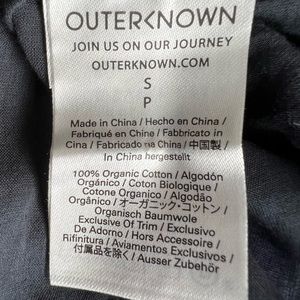 OUTERKNOWN
JOIN US ON OUR JOURNEY
OUTERKNOWN.COM
S
P
Made in China / Hecho en China /
Fabriqué en China / Fabbricato in
Cina / Fabricado na China / 中国製 /
In China hergestellt
100% Organic Cotton / Algodón
Orgánico / Coton Biologique /
Cotone Organico / Algodão
Orgânico / オーガニック・コットン /
Organisch Baumwole
Exclusive Of Trim / Exclusivo
De Adorno / Hors Accessoire /
Rifinitura / Aviamentos Exclusivos /
付属品を除く / Ausser Zubehör